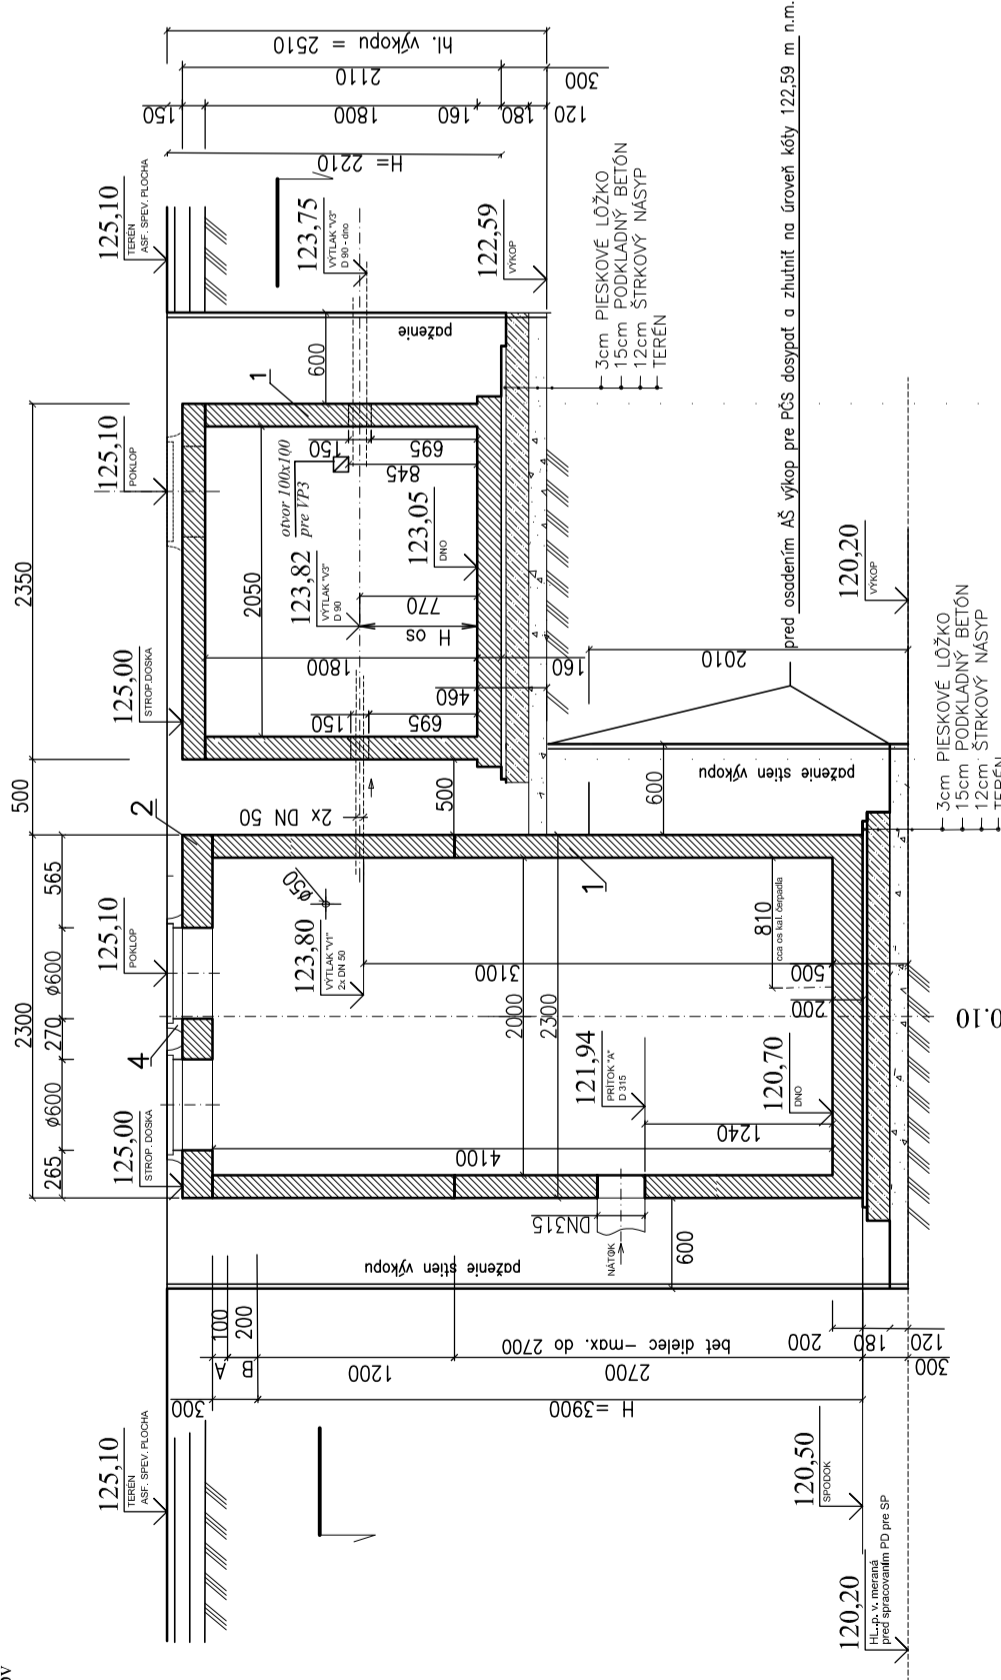 125,10
TERÉN
ASF. SPEV. PLOCHA
300
A
B
100
200
1200
2700
H =3900
bet dielec –max. do 2700
200
180
120
300
120,50
SPODOK
120,20
HL.p. v. meraná
pred spracovaním PD pre SP
paženie stien výkopu
600
NÁTOK
DN315
2300
265
ϕ600
270
ϕ600
565
125,00
STROP. DOSKA
4
125,10
POKLOP
2
500
2350
125,00
STROP.DOSKA
125,10
POKLOP
125,10
TERÉN
ASF. SPEV. PLOCHA
4100
1240
121,94
PRÍTOK "A"
D 315
120,70
DNO
2000
2300
3100
123,80
VÝTLAK "V1"
2x DN 50
ø50
810
cca os kal. čerpadla
200
500
1
2x DN 50
500
150
695
460
1800
160
H os
770
2050
123,82
VÝTLAK "V3"
D 90
otvor 100x100
pre VP3
123,05
DNO
845
150
695
1
600
paženie
123,75
VÝTLAK "V3"
D 90 - dno
122,59
VÝKOP
H= 2210
150
1800
160
180
120
2110
300
hl. výkopu = 2510
3cm PIESKOVÉ LÔŽKO
15cm PODKLADNÝ BETÓN
12cm ŠTRKOVÝ NÁSYP
TERÉN
pred osadením AŠ výkop pre PČS dosypať a zhutniť na úroveň kóty 122,59 m n.m.
600
paženie stien výkopu
2010
120,20
VÝKOP
3cm PIESKOVÉ LÔŽKO
15cm PODKLADNÝ BETÓN
12cm ŠTRKOVÝ NÁSYP
TERÉN
0.10
ov